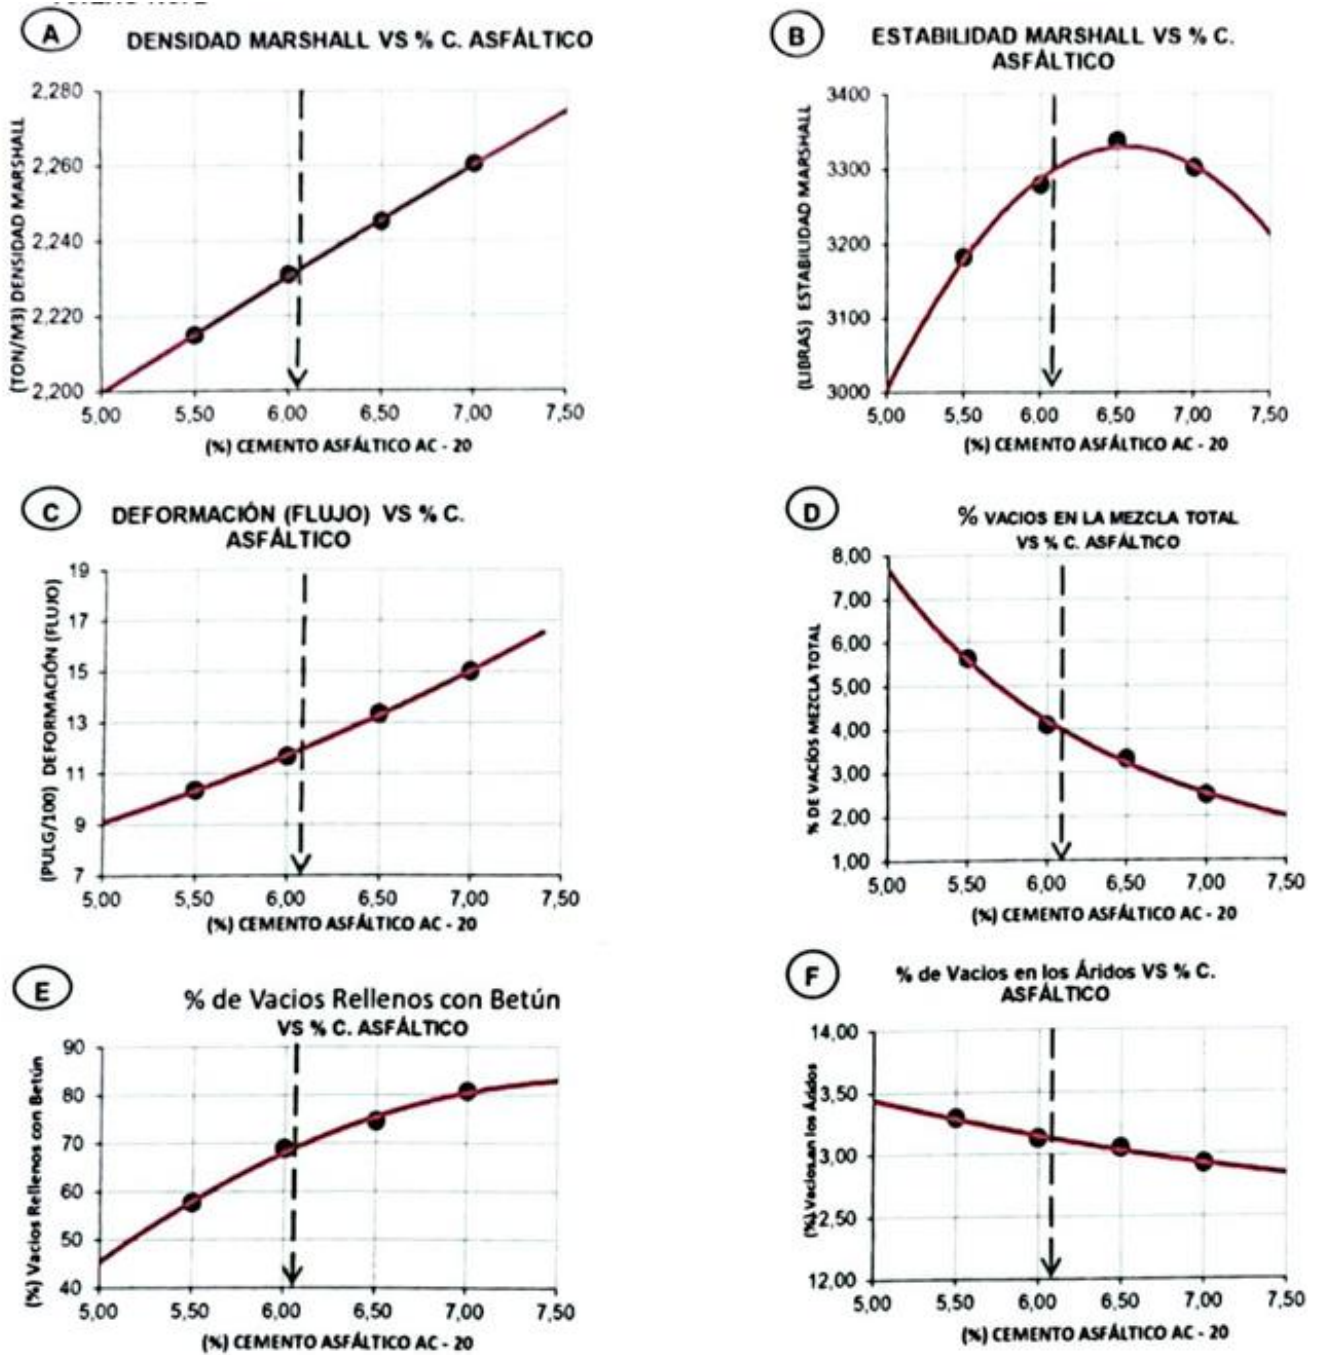 A
DENSIDAD MARSHALL VS % C. ASFÁLTICO
(TON/M3) DENSIDAD MARSHALL
2,280
2,260
2,240
2,220
2,200
5,00 5,50 6,00 6,50 7,00 7,50
(%) CEMENTO ASFÁLTICO AC - 20
B
ESTABILIDAD MARSHALL VS % C.
ASFÁLTICO
(LIBRAS) ESTABILIDAD MARSHALL
3400
3300
3200
3100
3000
5,00 5,50 6,00 6,50 7,00 7,50
(%) CEMENTO ASFÁLTICO AC - 20
C
DEFORMACIÓN (FLUJO) VS % C.
ASFÁLTICO
(PULG/100) DEFORMACIÓN (FLUJO)
19
17
15
13
11
9
7
5,00 5,50 6,00 6,50 7,00 7,50
(%) CEMENTO ASFÁLTICO AC - 20
D
% VACIOS EN LA MEZCLA TOTAL
VS % C. ASFÁLTICO
% DE VACÍOS MEZCLA TOTAL
8,00
7,00
6,00
5,00
4,00
3,00
2,00
1,00
5,00 5,50 6,00 6,50 7,00 7,50
(%) CEMENTO ASFÁLTICO AC - 20
E
% de Vacios Rellenos con Betún
VS % C. ASFÁLTICO
(%) Vacios Rellenos con Betún
90
80
70
60
50
40
5,00 5,50 6,00 6,50 7,00 7,50
(%) CEMENTO ASFÁLTICO AC - 20
F
% de Vacios en los Áridos VS % C.
ASFÁLTICO
(%) Vacios en los Áridos
14,00
13,50
13,00
12,50
12,00
5,00 5,50 6,00 6,50 7,00 7,50
(%) CEMENTO ASFÁLTICO AC - 20